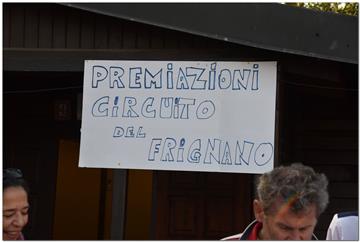 PREMIAZIONI
CIRCUITO
DEL
FRIGNANO